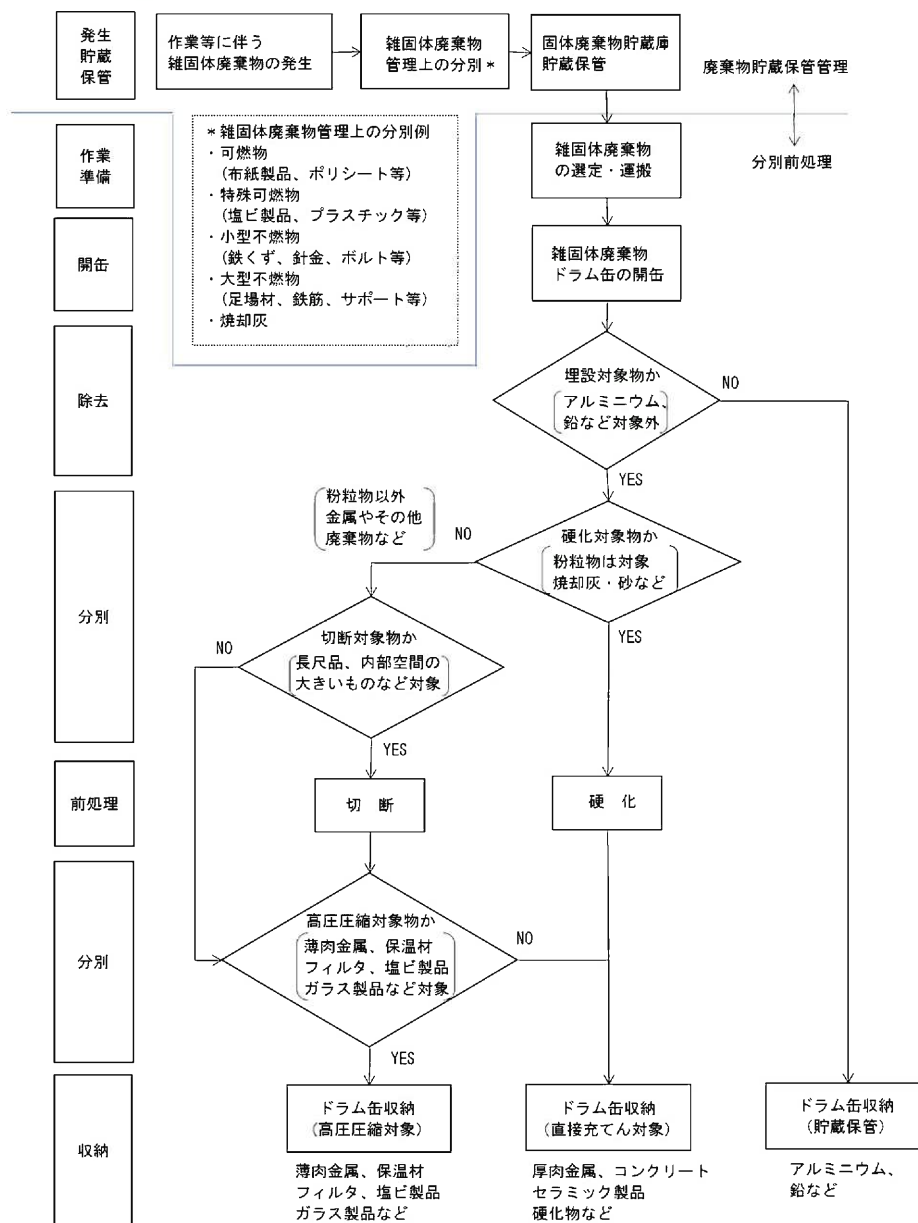 発生
貯蔵
保管
作業等に伴う
雑固体廃棄物の発生
雑固体廃棄物
管理上の分別*
固体廃棄物貯蔵庫
貯蔵保管
廃棄物貯蔵保管管理
分別前処理
作業
準備
*雑固体廃棄物管理上の分別例
・可燃物
(布紙製品、ポリシート等)
・特殊可燃物
(塩ビ製品、プラスチック等)
・小型不燃物
(鉄くず、針金、ボルト等)
・大型不燃物
(足場材、鉄筋、サポート等)
・焼却灰
雑固体廃棄物
の選定・運搬
開缶
雑固体廃棄物
ドラム缶の開缶
除去
埋設対象物か
アルミニウム、
鉛など対象外
NO
YES
分別
粉粒物以外
金属やその他
廃棄物など
NO
硬化対象物か
粉粒物は対象
焼却灰・砂など
YES
NO
切断対象物か
長尺品、内部空間の
大きいものなど対象
YES
前処理
切 断
硬 化
分別
高圧圧縮対象物か
薄肉金属、保温材
フィルタ、塩ビ製品
ガラス製品など対象
NO
YES
収納
ドラム缶収納
(高圧圧縮対象)
薄肉金属、保温材
フィルタ、塩ビ製品
ガラス製品など
ドラム缶収納
(直接充てん対象)
厚肉金属、コンクリート
セラミック製品
硬化物など
ドラム缶収納
(貯蔵保管)
アルミニウム、
鉛など